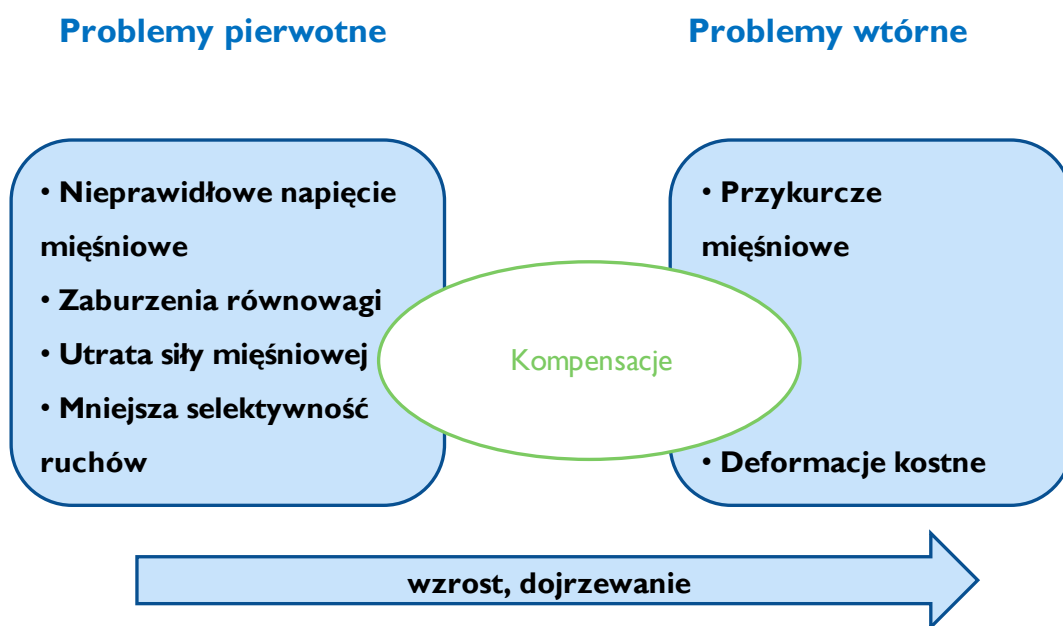 Problemy pierwotne
Problemy wtórne
• Nieprawidłowe napięcie
mięśniowe
• Zaburzenia równowagi
• Utrata siły mięśniowej
• Mniejsza selektywność
ruchów
Kompensacje
• Przykurcze
mięśniowe
• Deformacje kostne
wzrost, dojrzewanie